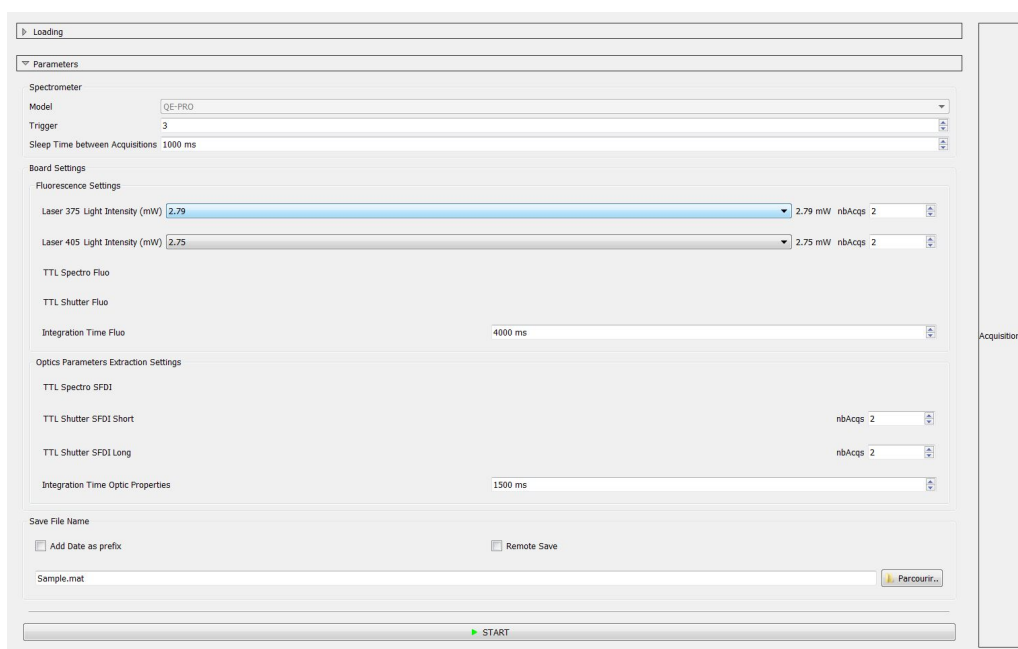 Loading
Parameters
Spectrometer
Model QE-PRO
Trigger 3
Sleep Time between Acquisitions 1000 ms
Board Settings
Fluorescence Settings
Laser 375 Light Intensity (mW) 2.79 2.79 mW nbAcqs 2
Laser 405 Light Intensity (mW) 2.75 2.75 mW nbAcqs 2
TTL Spectro Fluo
TTL Shutter Fluo
Integration Time Fluo 4000 ms
Acquisition
Optics Parameters Extraction Settings
TTL Spectro SFDI
TTL Shutter SFDI Short nbAcqs 2
TTL Shutter SFDI Long nbAcqs 2
Integration Time Optic Properties 1500 ms
Save File Name
Add Date as prefix Remote Save
Sample.mat Parcourir..
START